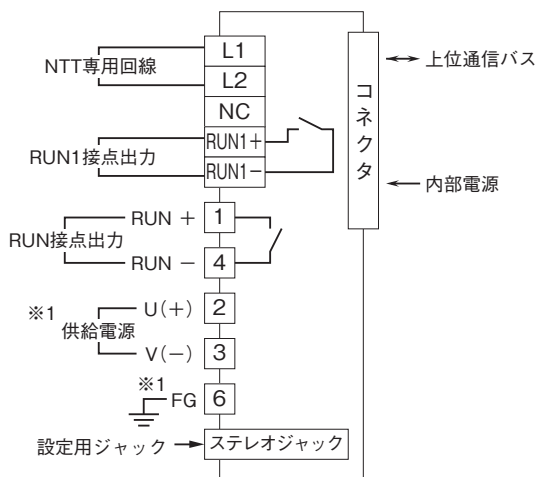 NTT専用回線
L1
L2
NC
RUN1接点出力
RUN1+
RUN1−
RUN接点出力
RUN +
1
RUN −
4
※1
供給電源
U(+)
2
V(−)
3
※1
FG
6
設定用ジャック
ステレオジャック
コネクタ
上位通信バス
内部電源